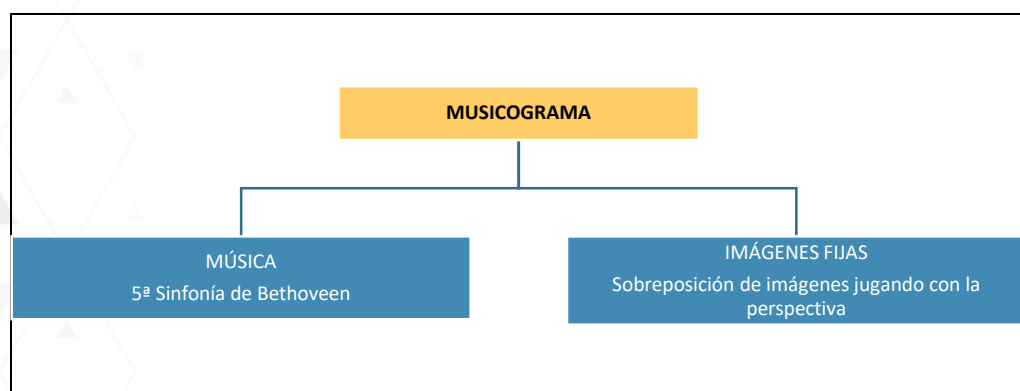 MUSICOGRAMA
MÚSICA
5ª Sinfonía de Bethoveen
IMÁGENES FIJAS
Sobreposición de imágenes jugando con la
perspectiva